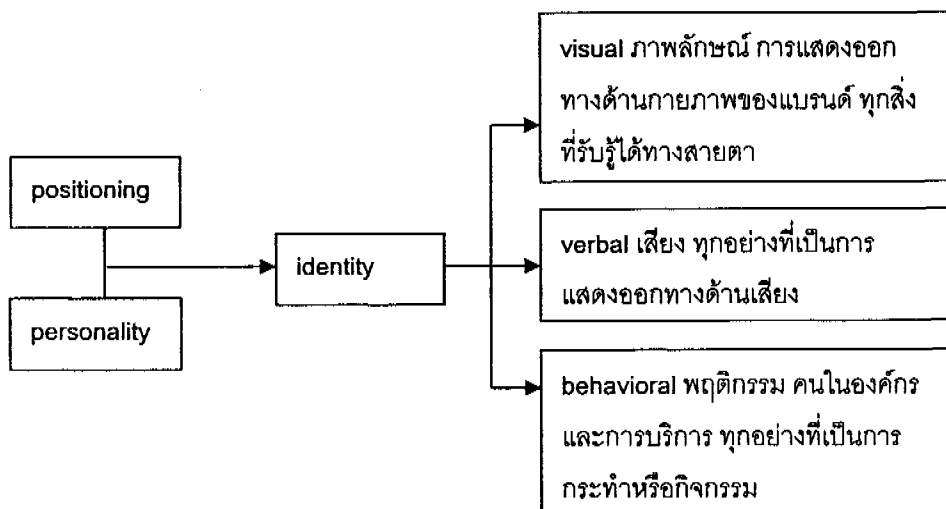 positioning
personality
identity
visual ภาพลักษณ์ การแสดงออก
ทางด้านกายภาพของแบรนด์ ทุกสิ่ง
ที่รับรู้ได้ทางสายตา
verbal เสียง ทุกอย่างที่เป็นการ
แสดงออกทางด้านเสียง
behavioral พฤติกรรม คนในองค์กร
และการบริการ ทุกอย่างที่เป็นการ
กระทำหรือกิจกรรม